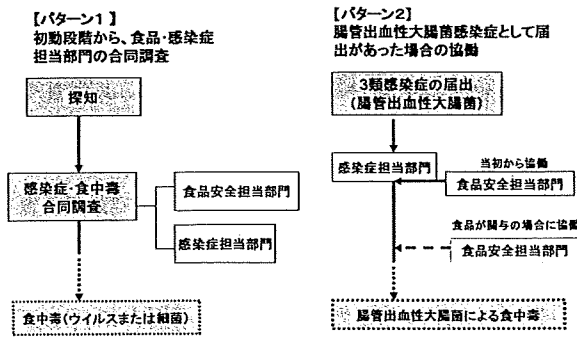 【パターン1】
初動段階から、食品・感染症
担当部門の合同調査
探知
感染症・食中毒
合同調査
食品安全担当部門
感染症担当部門
食中毒(ウイルスまたは細菌)
【パターン2】
腸管出血性大腸菌感染症として届
出があった場合の協働
3類感染症の届出
(腸管出血性大腸菌)
感染症担当部門
当初から協働
食品安全担当部門
食品が関与の場合に協働
食品安全担当部門
腸管出血性大腸菌による食中毒